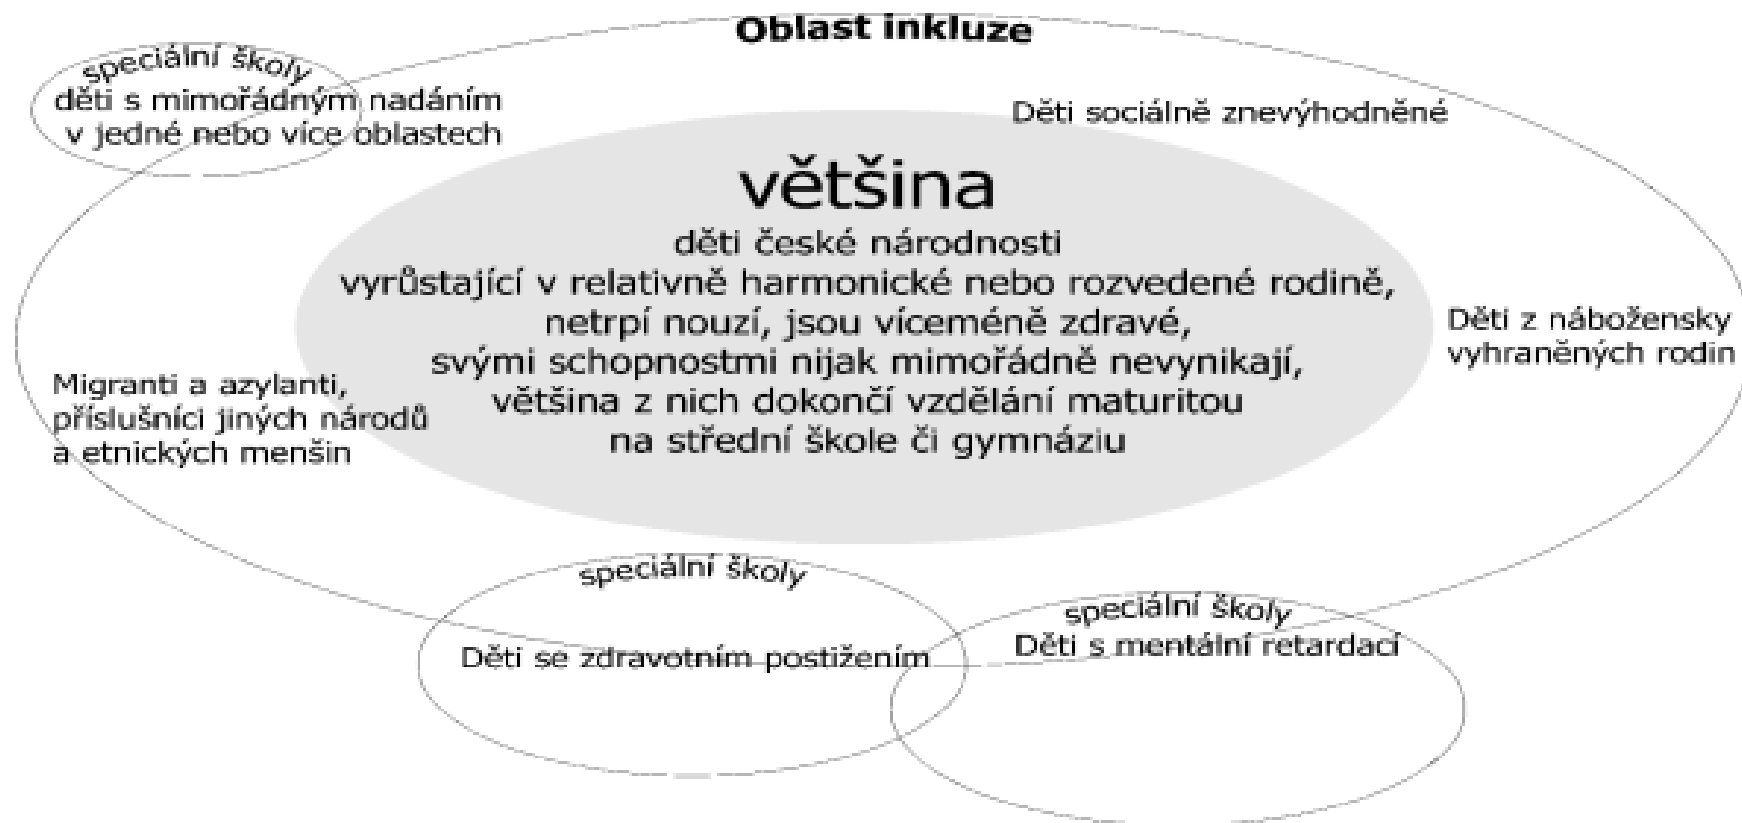 Oblast inkluze
speciální školy
děti s mimořádným nadáním
v jedné nebo více oblastech
Děti sociálně znevýhodněné
většina
děti české národnosti
vyrůstající v relativně harmonické nebo rozvedené rodině,
netrpí nouzí, jsou víceméně zdravé,
svými schopnostmi nijak mimořádně nevynikají,
většina z nich dokončí vzdělání maturitou
na střední škole či gymnáziu
Děti z nábožensky
vyhraněných rodin
Migranti a azylanti,
příslušníci jiných národů
a etnických menšin
speciální školy
Děti se zdravotním postižením
speciální školy
Děti s mentální retardací